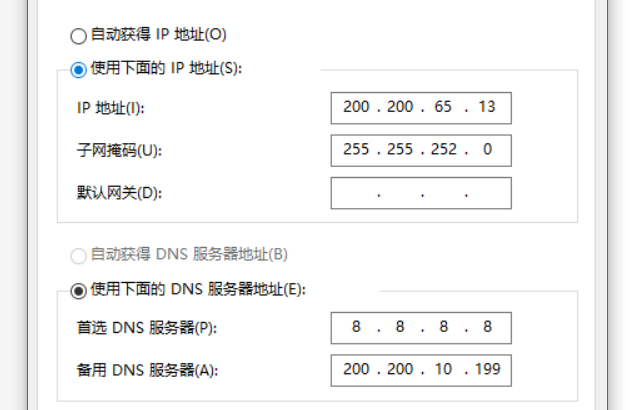 自动获得 IP 地址(O)
使用下面的 IP 地址(S):
IP 地址(I): 200 . 200 . 65 . 13
子网掩码(U): 255 . 255 . 252 . 0
默认网关(D): . . .
自动获得 DNS 服务器地址(B)
使用下面的 DNS 服务器地址(E):
首选 DNS 服务器(P): 8 . 8 . 8 . 8
备用 DNS 服务器(A): 200 . 200 . 10 . 199